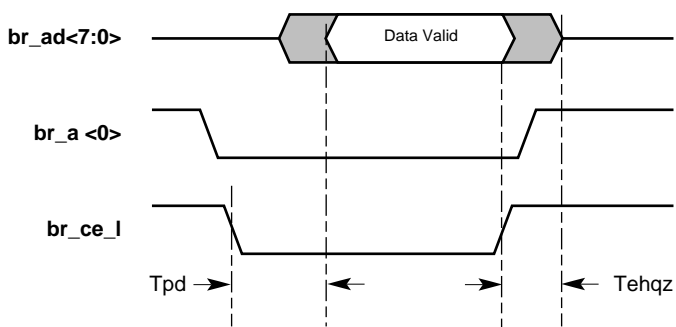 br_ad<7:0>
Data Valid
br_a <0>
br_ce_l
Tpd
Tehqz